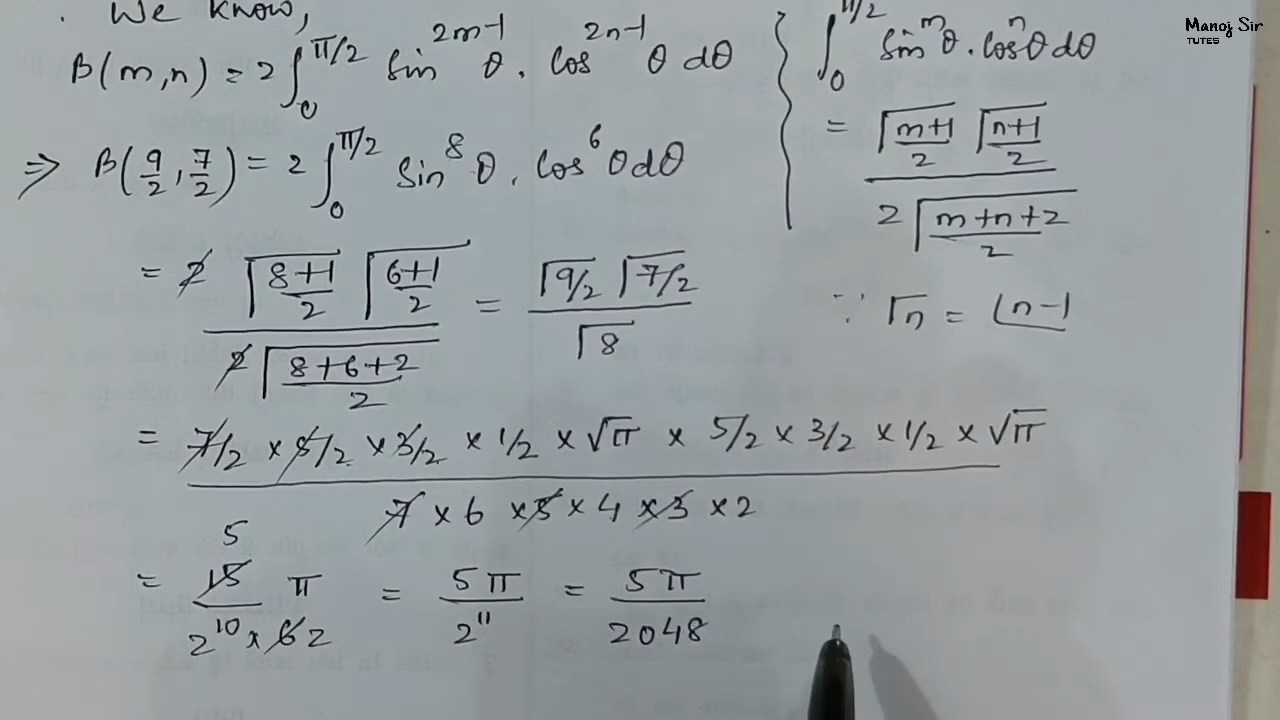 . We know,
β(m,n) = 2∫₀^π/2 sin^2m-1 θ. cos^2n-1 θ dθ
⇒ β(9/2, 7/2) = 2∫₀^π/2 sin^8 θ. cos^6 θ dθ
= 2 Γ(8+1)/2 Γ(6+1)/2 / 2Γ(8+6+2)/2 = Γ9/2 Γ7/2 / Γ8
= 7/2 × 5/2 × 3/2 × 1/2 × √π × 5/2 × 3/2 × 1/2 × √π
7 × 6 × 5 × 4 × 3 × 2
5
= 15 π / 2^10 × 6 2 = 5π / 2^11 = 5π / 2048
∫₀^π/2 sin^m θ. cos^n θ dθ
= Γ(m+1)/2 Γ(n+1)/2 / 2Γ(m+n+2)/2
∵ Γn = ⌊n-1
Manoj Sir
TUTES